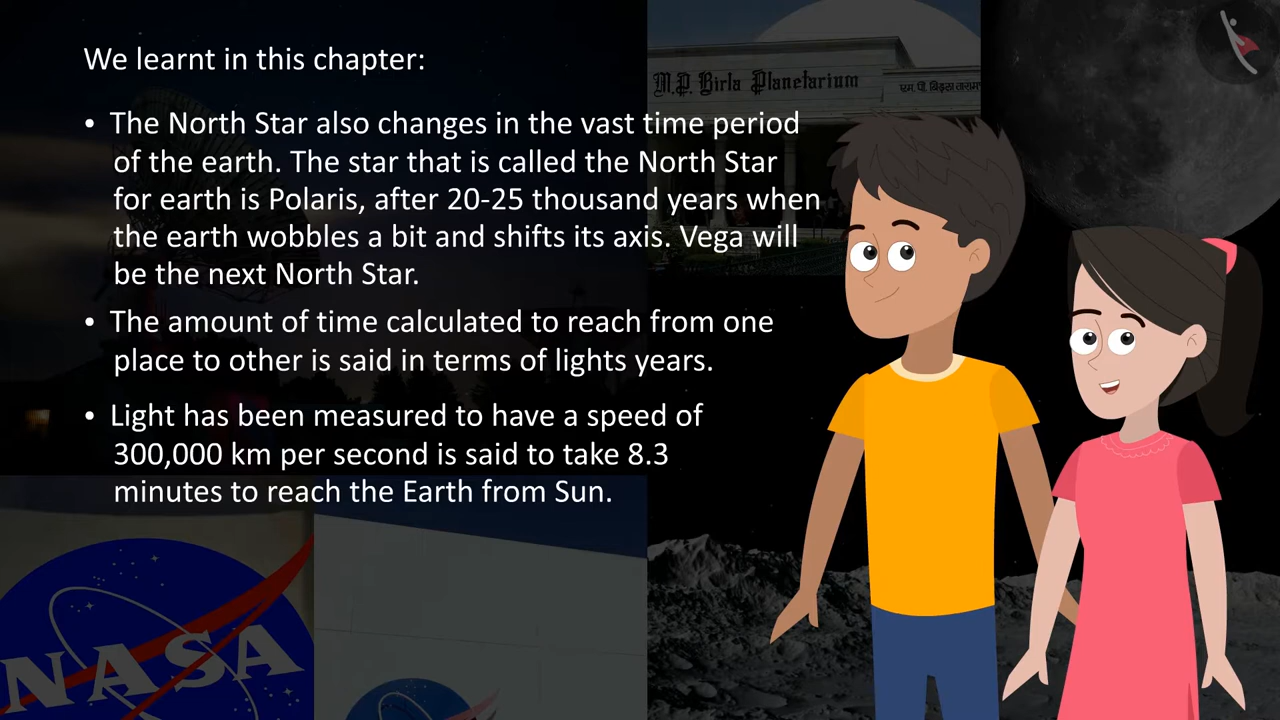 We learnt in this chapter:
• The North Star also changes in the vast time period
of the earth. The star that is called the North Star
for earth is Polaris, after 20-25 thousand years when
the earth wobbles a bit and shifts its axis. Vega will
be the next North Star.
• The amount of time calculated to reach from one
place to other is said in terms of lights years.
• Light has been measured to have a speed of
300,000 km per second is said to take 8.3
minutes to reach the Earth from Sun.
M.P. Birla Planetarium
एम. पी. बिड़ला
NASA